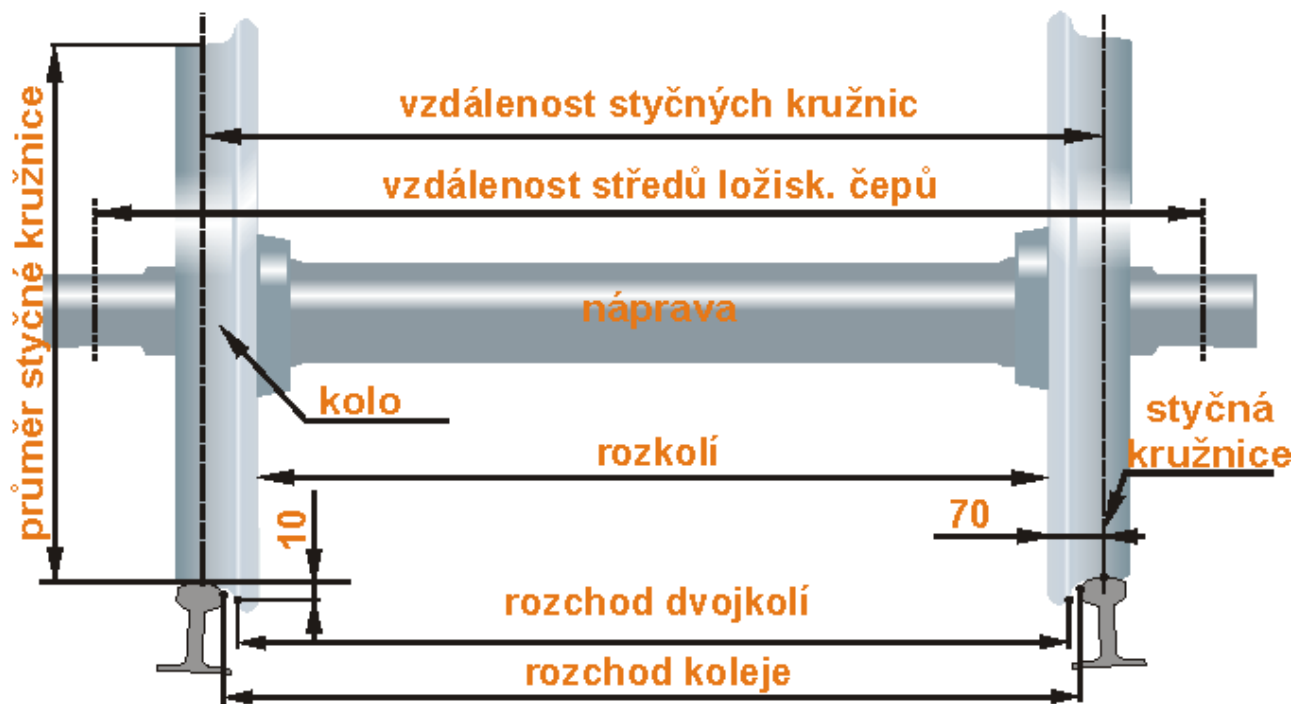 vzdálenost styčných kružnic
vzdálenost středů ložisk. čepů
průměr styčné kružnice
náprava
kolo
styčná
kružnice
rozkolí
10
70
rozchod dvojkolí
rozchod koleje